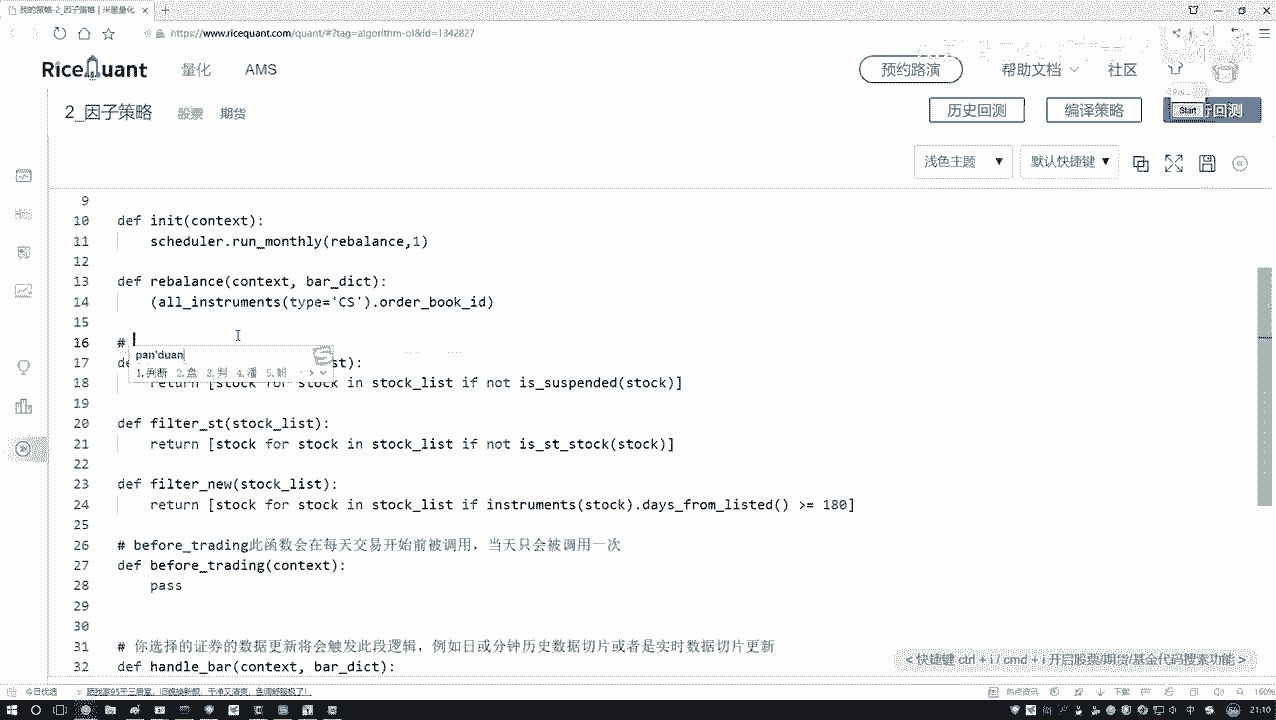 我的策略-2_因子策略 | 米筐量化
https://www.ricequant.com/quant/#?tag=algorithm-ol&id=1842827
RiceQuant 量化 AMS 预约路演 帮助文档 社区
2_因子策略 股票 期货 历史回测 编译策略 Start 回测
浅色主题 默认快捷键
9
10 def init(context):
11 scheduler.run_monthly(rebalance,1)
12
13 def rebalance(context, bar_dict):
14 (all_instruments(type='CS').order_book_id)
15
16 #
pan'duan
1.判断 2.盘 3.判 4.潘 5.盼
17 de st):
18 return [stock for stock in stock_list if not is_suspended(stock)]
19
20 def filter_st(stock_list):
21 return [stock for stock in stock_list if not is_st_stock(stock)]
22
23 def filter_new(stock_list):
24 return [stock for stock in stock_list if instruments(stock).days_from_listed() >= 180]
25
26 # before_trading此函数会在每天交易开始前被调用，当天只会被调用一次
27 def before_trading(context):
28 pass
29
30
31 # 你选择的证券的数据更新将会触发此段逻辑，例如日或分钟历史数据切片或者是实时数据切片更新
32 def handle_bar(context, bar_dict):
< 快捷键 ctrl + i / cmd + i 开启股票/期货/基金代码搜索功能 >
今日优选 热点资讯 下载 160%
中 21:10